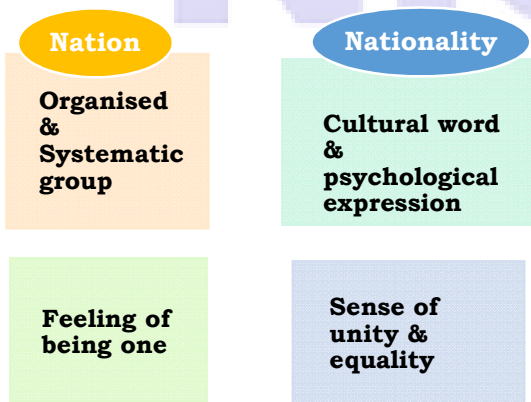 Nation
Organised
&
Systematic
group
Feeling of
being one
Nationality
Cultural word
&
psychological
expression
Sense of
unity &
equality